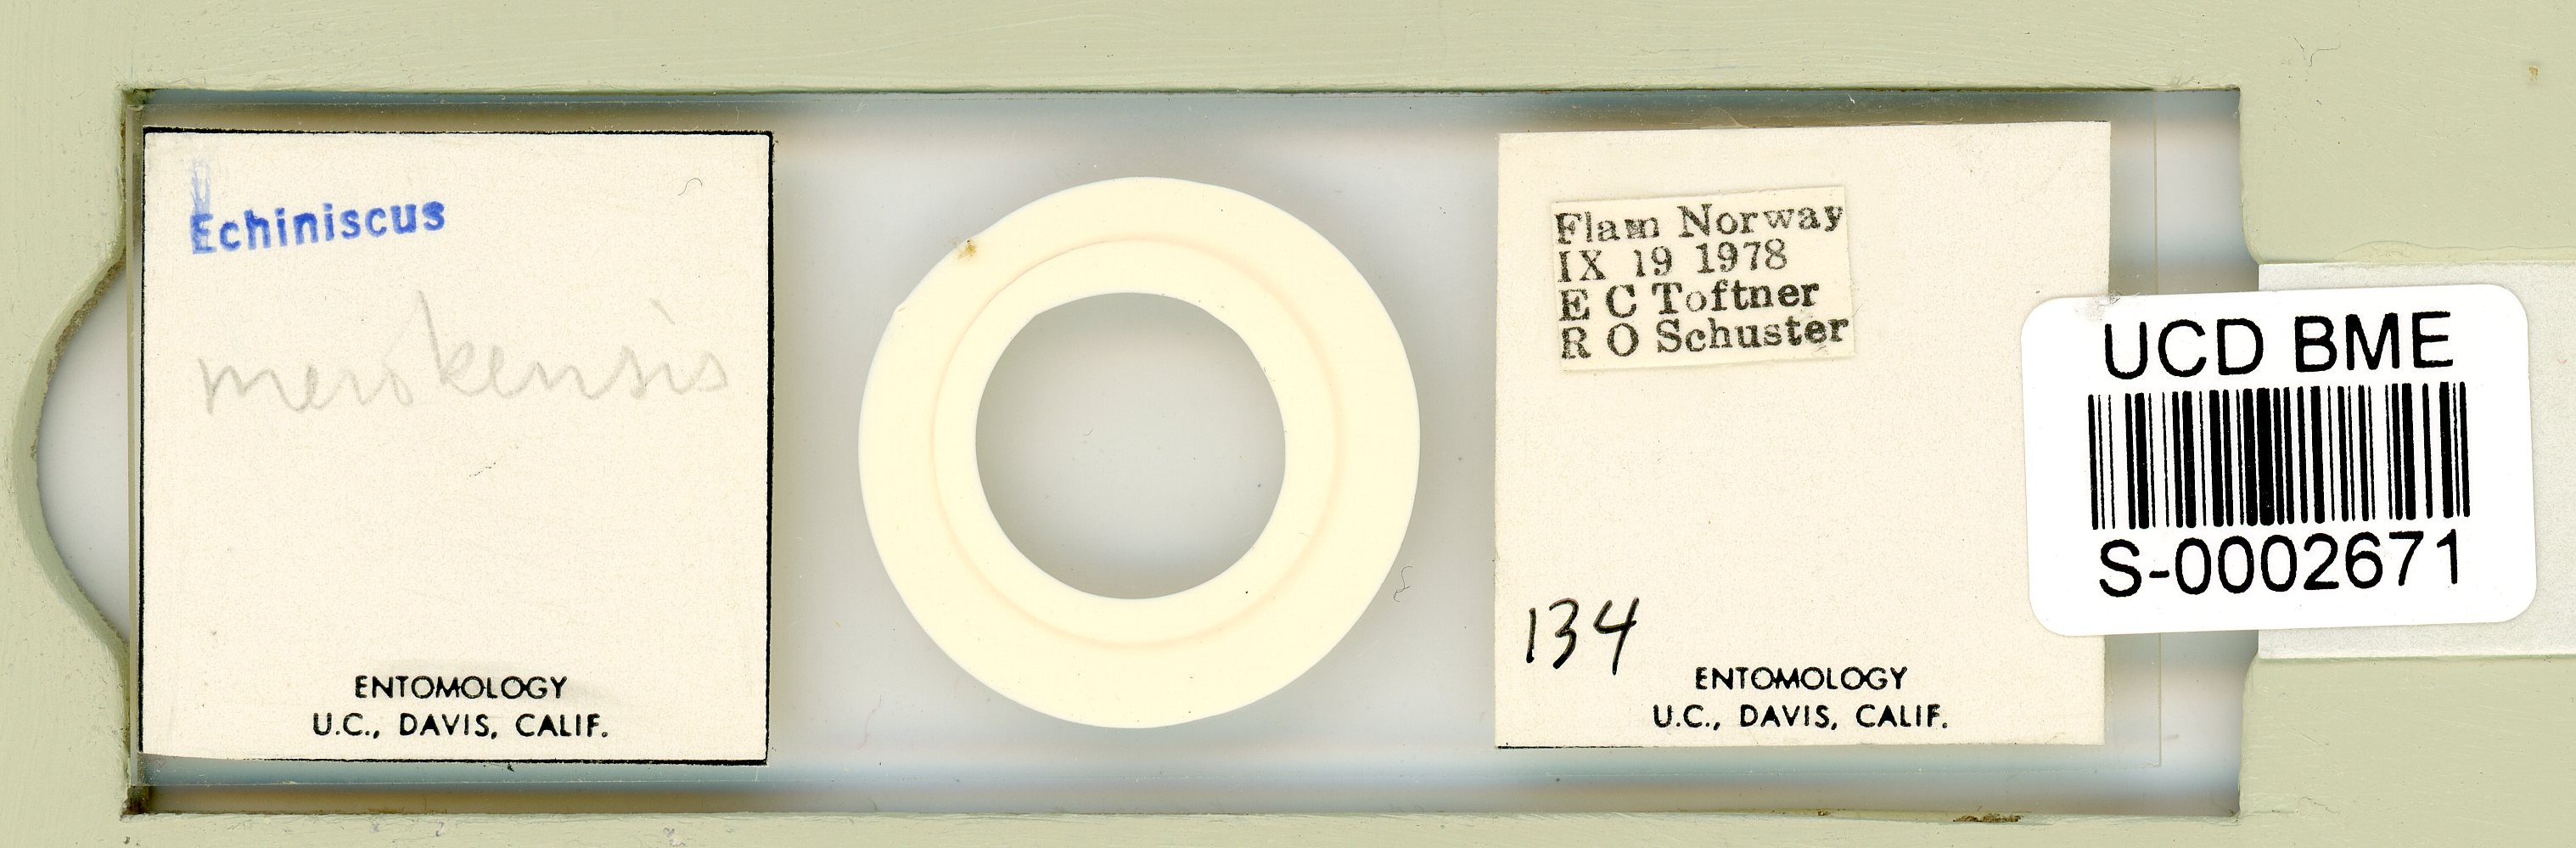 Echiniscus
merokensis
ENTOMOLOGY
U.C., DAVIS, CALIF.
Flam Norway
IX 19 1978
E C Toftner
R O Schuster
134
ENTOMOLOGY
U.C., DAVIS, CALIF.
UCD BME
S-0002671